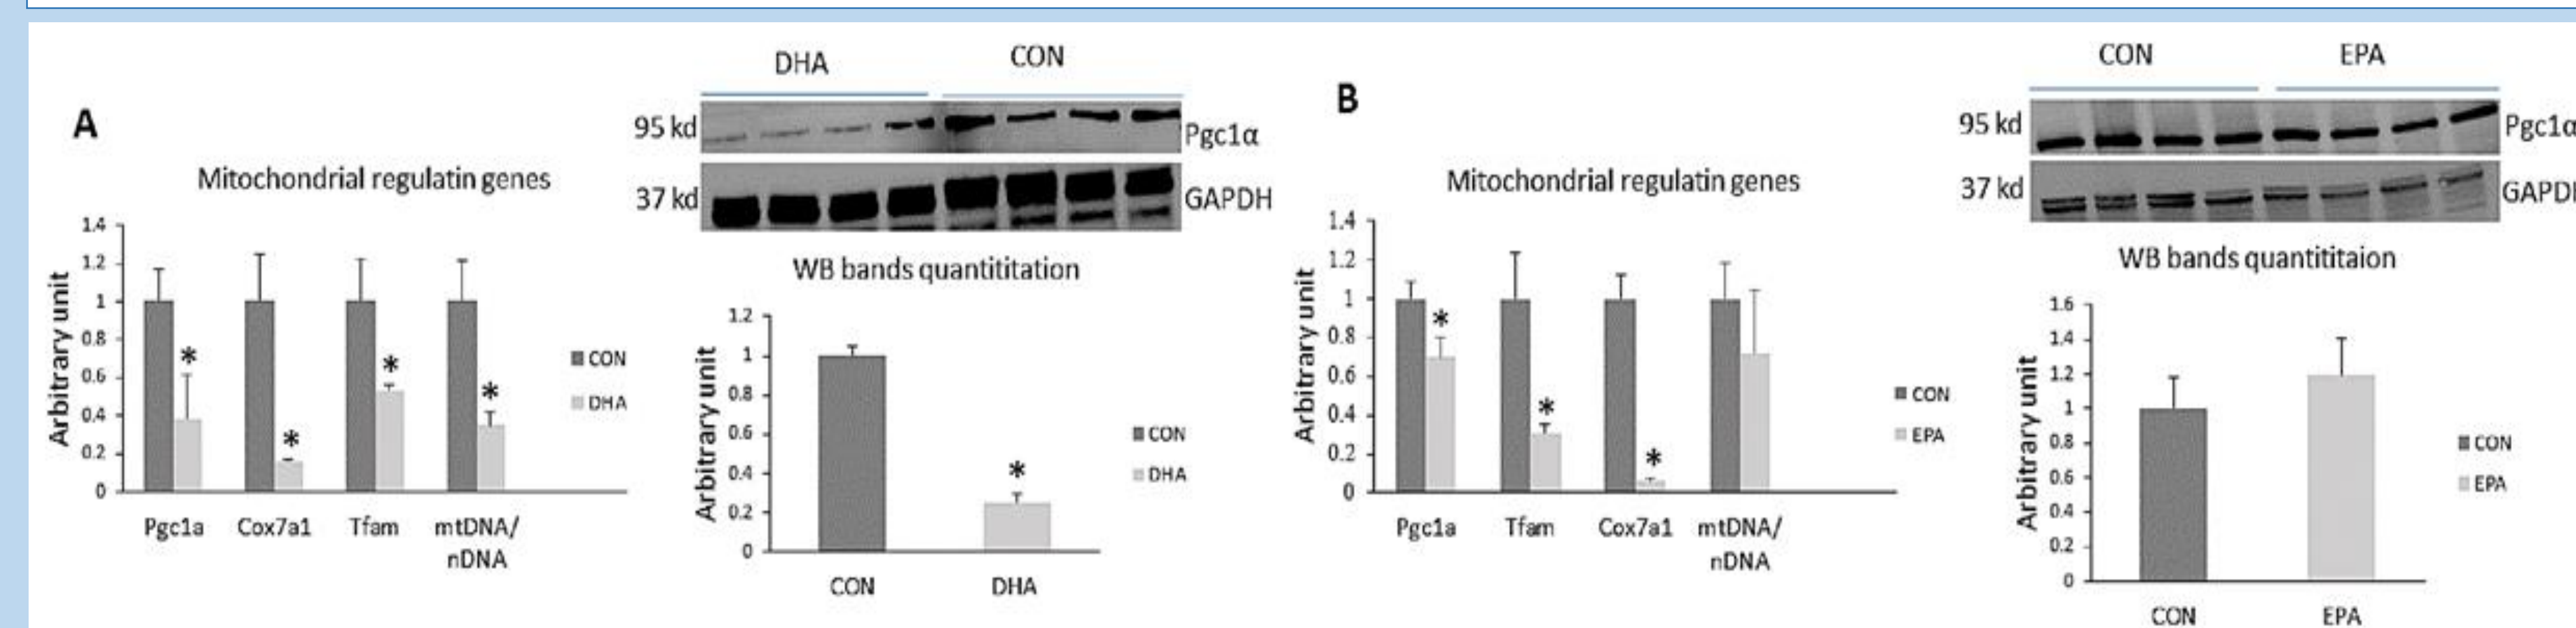 A
Mitochondrial regulatin genes
Arbitrary unit
1.4
1.2
1
0.8
0.6
0.4
0.2
0
*
*
*
*
Pgc1a Cox7a1 Tfam mtDNA/
nDNA
CON
DHA
DHA CON
95 kd Pgc1α
37 kd GAPDH
WB bands quantititation
Arbitrary unit
1.2
1
0.8
0.6
0.4
0.2
0
*
CON DHA
CON
DHA
B
Mitochondrial regulatin genes
Arbitrary unit
1.4
1.2
1
0.8
0.6
0.4
0.2
0
*
*
*
Pgc1a Tfam Cox7a1 mtDNA/
nDNA
CON
EPA
CON EPA
95 kd Pgc1α
37 kd GAPD
WB bands quantititaion
Arbitrary unit
1.6
1.4
1.2
1
0.8
0.6
0.4
0.2
0
CON EPA
CON
EPA